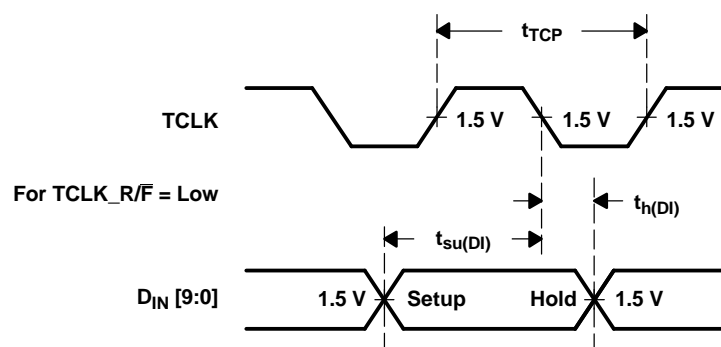 tTCP
TCLK 1.5 V 1.5 V 1.5 V
For TCLK_R/F̅ = Low
th(DI)
tsu(DI)
DIN [9:0] 1.5 V Setup Hold 1.5 V